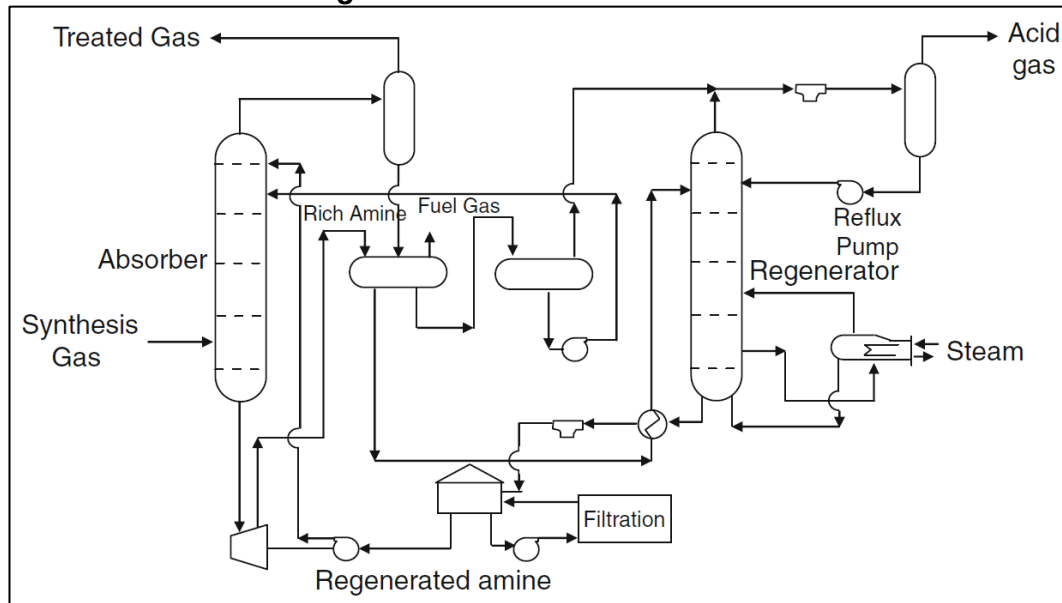 Treated Gas
Acid
gas
Rich Amine
Fuel Gas
Reflux
Pump
Absorber
Regenerator
Synthesis
Gas
Steam
Filtration
Regenerated amine